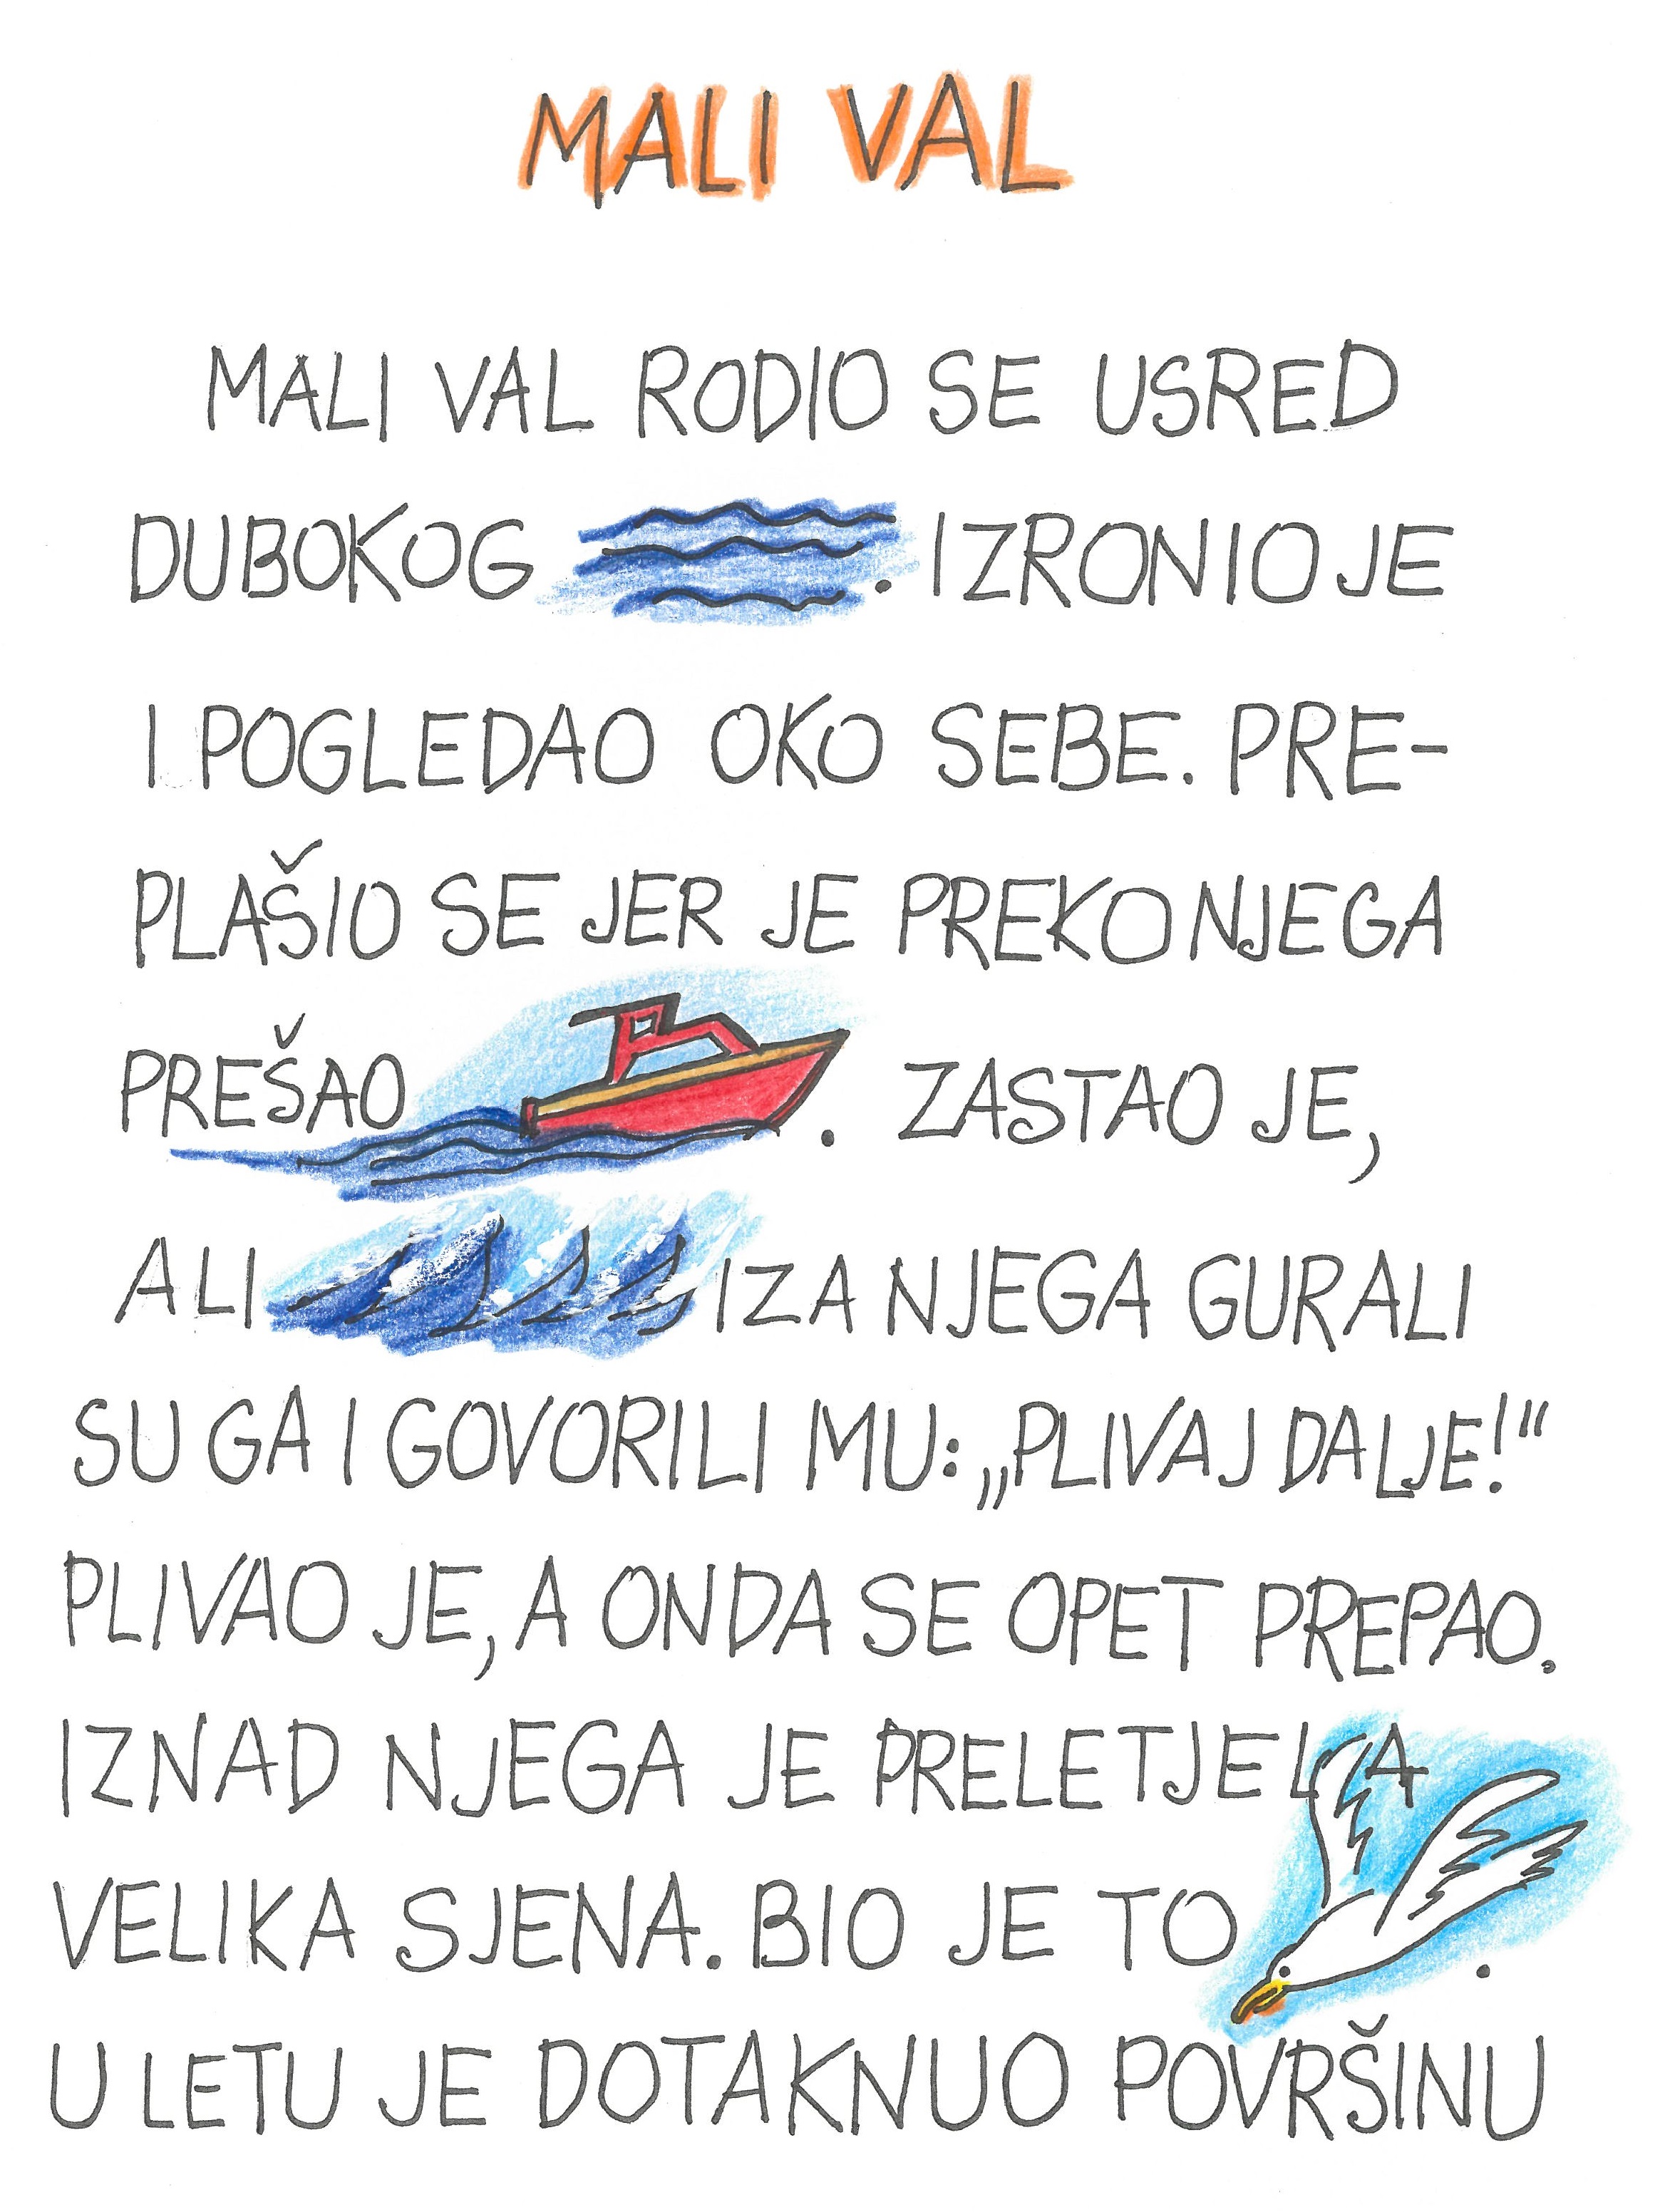 MALI VAL
MALI VAL RODIO SE USRED
DUBOKOG . IZRONIO JE
I POGLEDAO OKO SEBE. PRE-
PLAŠIO SE JER JE PREKO NJEGA
PREŠAO . ZASTAO JE,
ALI IZA NJEGA GURALI
SU GA I GOVORILI MU: „PLIVAJ DALJE!“
PLIVAO JE, A ONDA SE OPET PREPAO.
IZNAD NJEGA JE PRELETJELA
VELIKA SJENA. BIO JE TO .
U LETU JE DOTAKNUO POVRŠINU